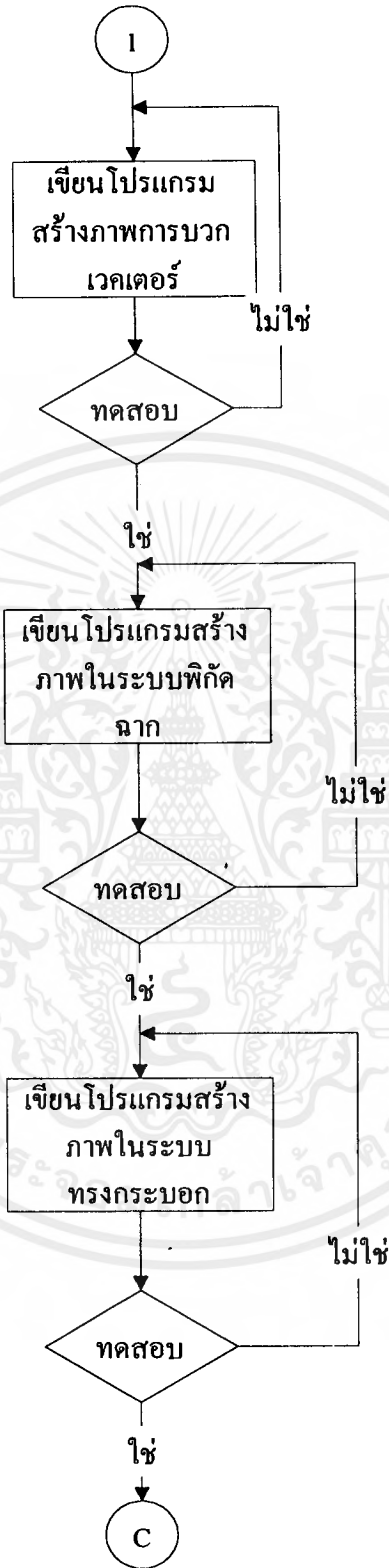 1
เขียนโปรแกรม
สร้างภาพการบวก
เวคเตอร์
ไม่ใช่
ทดสอบ
ใช่
เขียนโปรแกรมสร้าง
ภาพในระบบพิกัด
ฉาก
ไม่ใช่
ทดสอบ
ใช่
เขียนโปรแกรมสร้าง
ภาพในระบบ
ทรงกระบอก
ไม่ใช่
ทดสอบ
ใช่
C